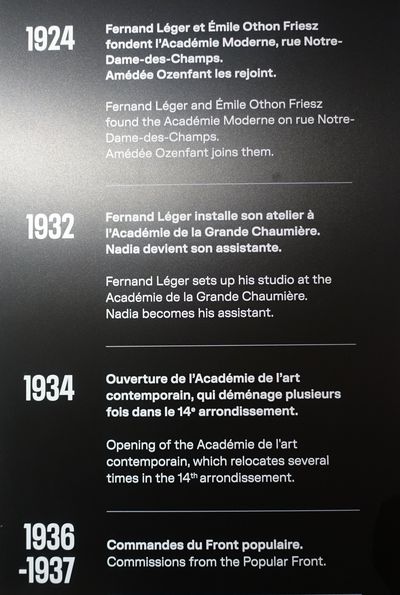 1924
Fernand Léger et Émile Othon Friesz
fondent l'Académie Moderne, rue Notre-
Dame-des-Champs.
Amédée Ozenfant les rejoint.
Fernand Léger and Émile Othon Friesz
found the Académie Moderne on rue Notre-
Dame-des-Champs.
Amédée Ozenfant joins them.
1932
Fernand Léger installe son atelier à
l'Académie de la Grande Chaumière.
Nadia devient son assistante.
Fernand Léger sets up his studio at the
Académie de la Grande Chaumière.
Nadia becomes his assistant.
1934
Ouverture de l'Académie de l'art
contemporain, qui déménage plusieurs
fois dans le 14e arrondissement.
Opening of the Académie de l'art
contemporain, which relocates several
times in the 14th arrondissement.
1936
-1937
Commandes du Front populaire.
Commissions from the Popular Front.